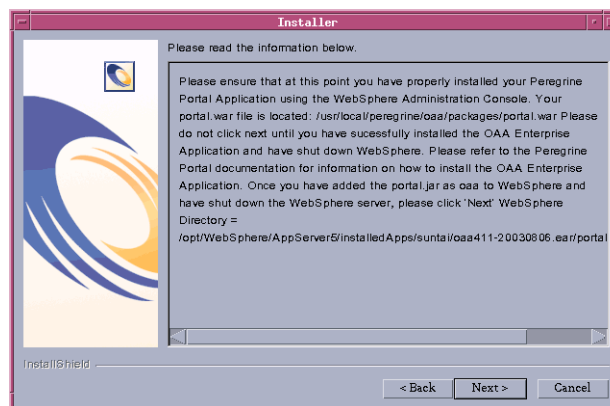 Installer
Please read the information below.
Please ensure that at this point you have properly installed your Peregrine
Portal Application using the WebSphere Administration Console. Your
portal.war file is located: /usr/local/peregrine/oaa/packages/portal.war Please
do not click next until you have sucessfully installed the OAA Enterprise
Application and have shut down WebSphere. Please refer to the Peregrine
Portal documentation for information on how to install the OAA Enterprise
Application. Once you have added the portal.jar as oaa to WebSphere and
have shut down the WebSphere server, please click 'Next' WebSphere
Directory =
/opt/WebSphere/AppServer5/installedApps/suntai/oaa411-20030806.ear/portal
InstallShield
< Back
Next >
Cancel